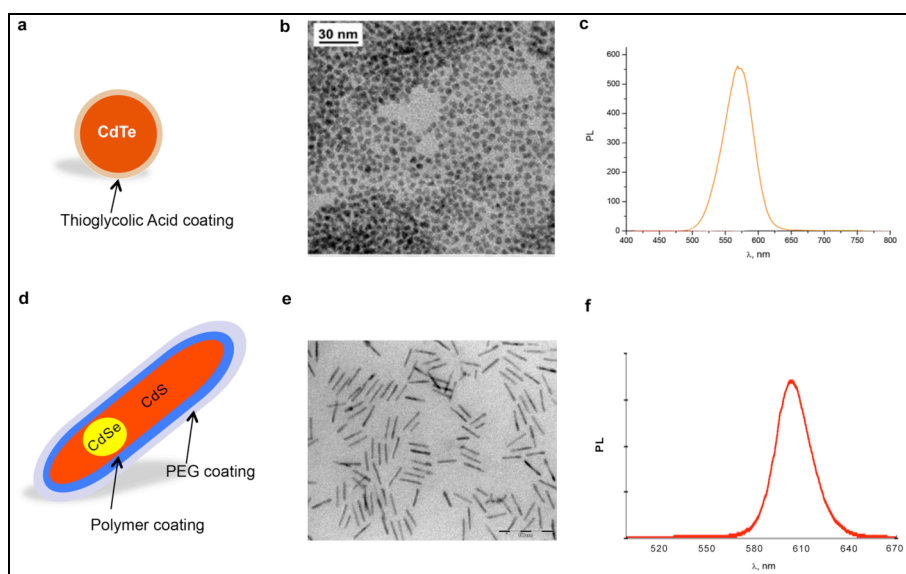 a
b
c
30 nm
CdTe
Thioglycolic Acid coating
PL
600
500
400
300
200
100
0
400 450 500 550 600 650 700 750 800
λ, nm
d
e
f
CdS
CdSe
PEG coating
Polymer coating
PL
520 550 580 610 640 670
λ, nm